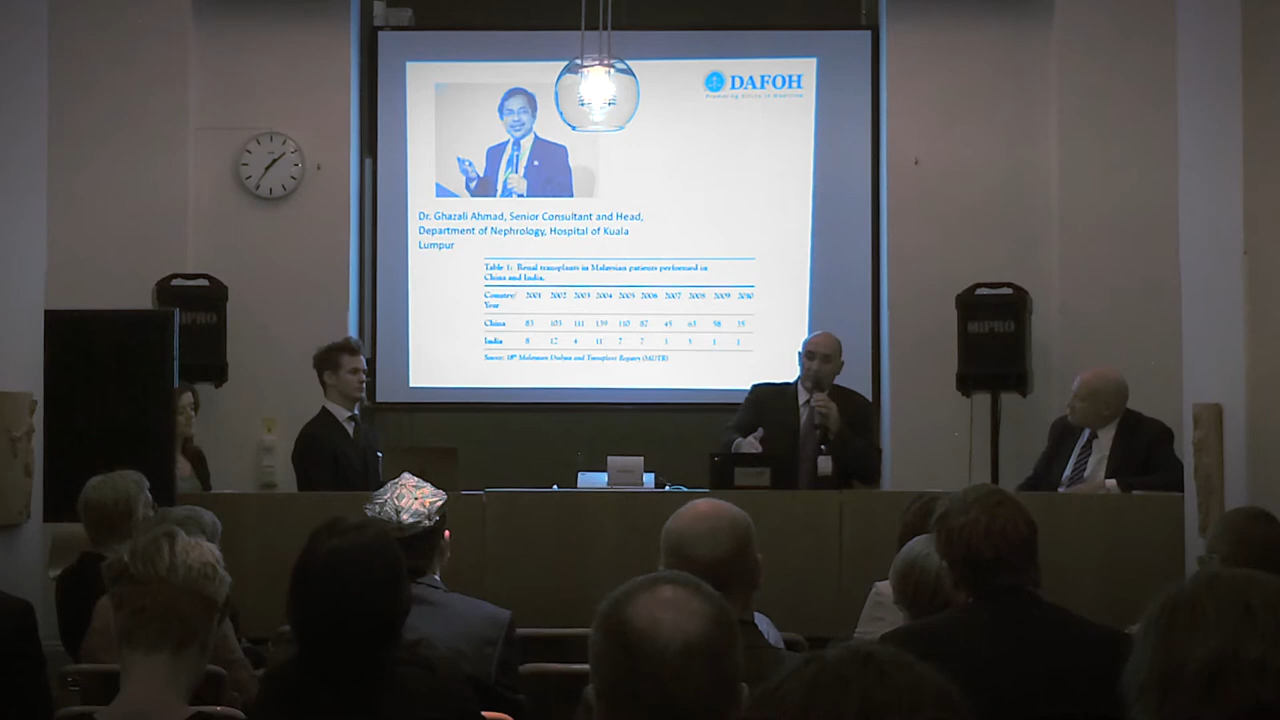 DAFOH
Promoting Ethics in Medicine
Dr. Ghazali Ahmad, Senior Consultant and Head,
Department of Nephrology, Hospital of Kuala
Lumpur
Table 1: Renal transplants in Malaysian patients performed in
China and India.
Country/ 2001 2002 2003 2004 2005 2006 2007 2008 2009 2010
Year
China 83 103 111 139 110 87 45 63 58 35
India 8 12 4 11 7 7 3 3 1 1
Source: 18th Malaysian Dialysis and Transplant Registry (MDTR)
MIPRO
MIPRO